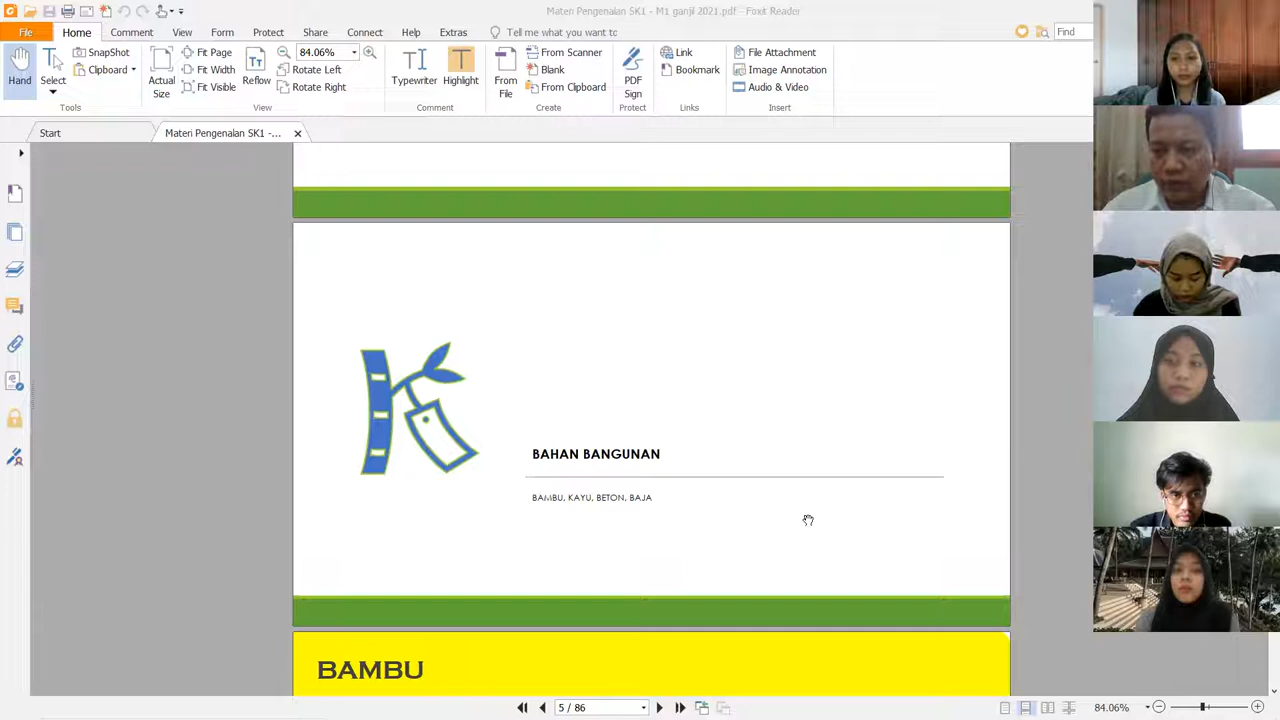 Materi Pengenalan SK1 - M1 ganjil 2021.pdf - Foxit Reader
File Home Comment View Form Protect Share Connect Help Extras Tell me what you want to Find
Hand
Select
SnapShot
Clipboard
Tools
Actual Size
Fit Page
Fit Width
Fit Visible
Reflow
84.06%
Rotate Left
Rotate Right
View
Typewriter
Highlight
Comment
From File
From Scanner
Blank
From Clipboard
Create
PDF Sign
Protect
Link
Bookmark
Links
File Attachment
Image Annotation
Audio & Video
Insert
Start
Materi Pengenalan SK1 -...
BAHAN BANGUNAN
BAMBU, KAYU, BETON, BAJA
BAMBU
5 / 86
84.06%